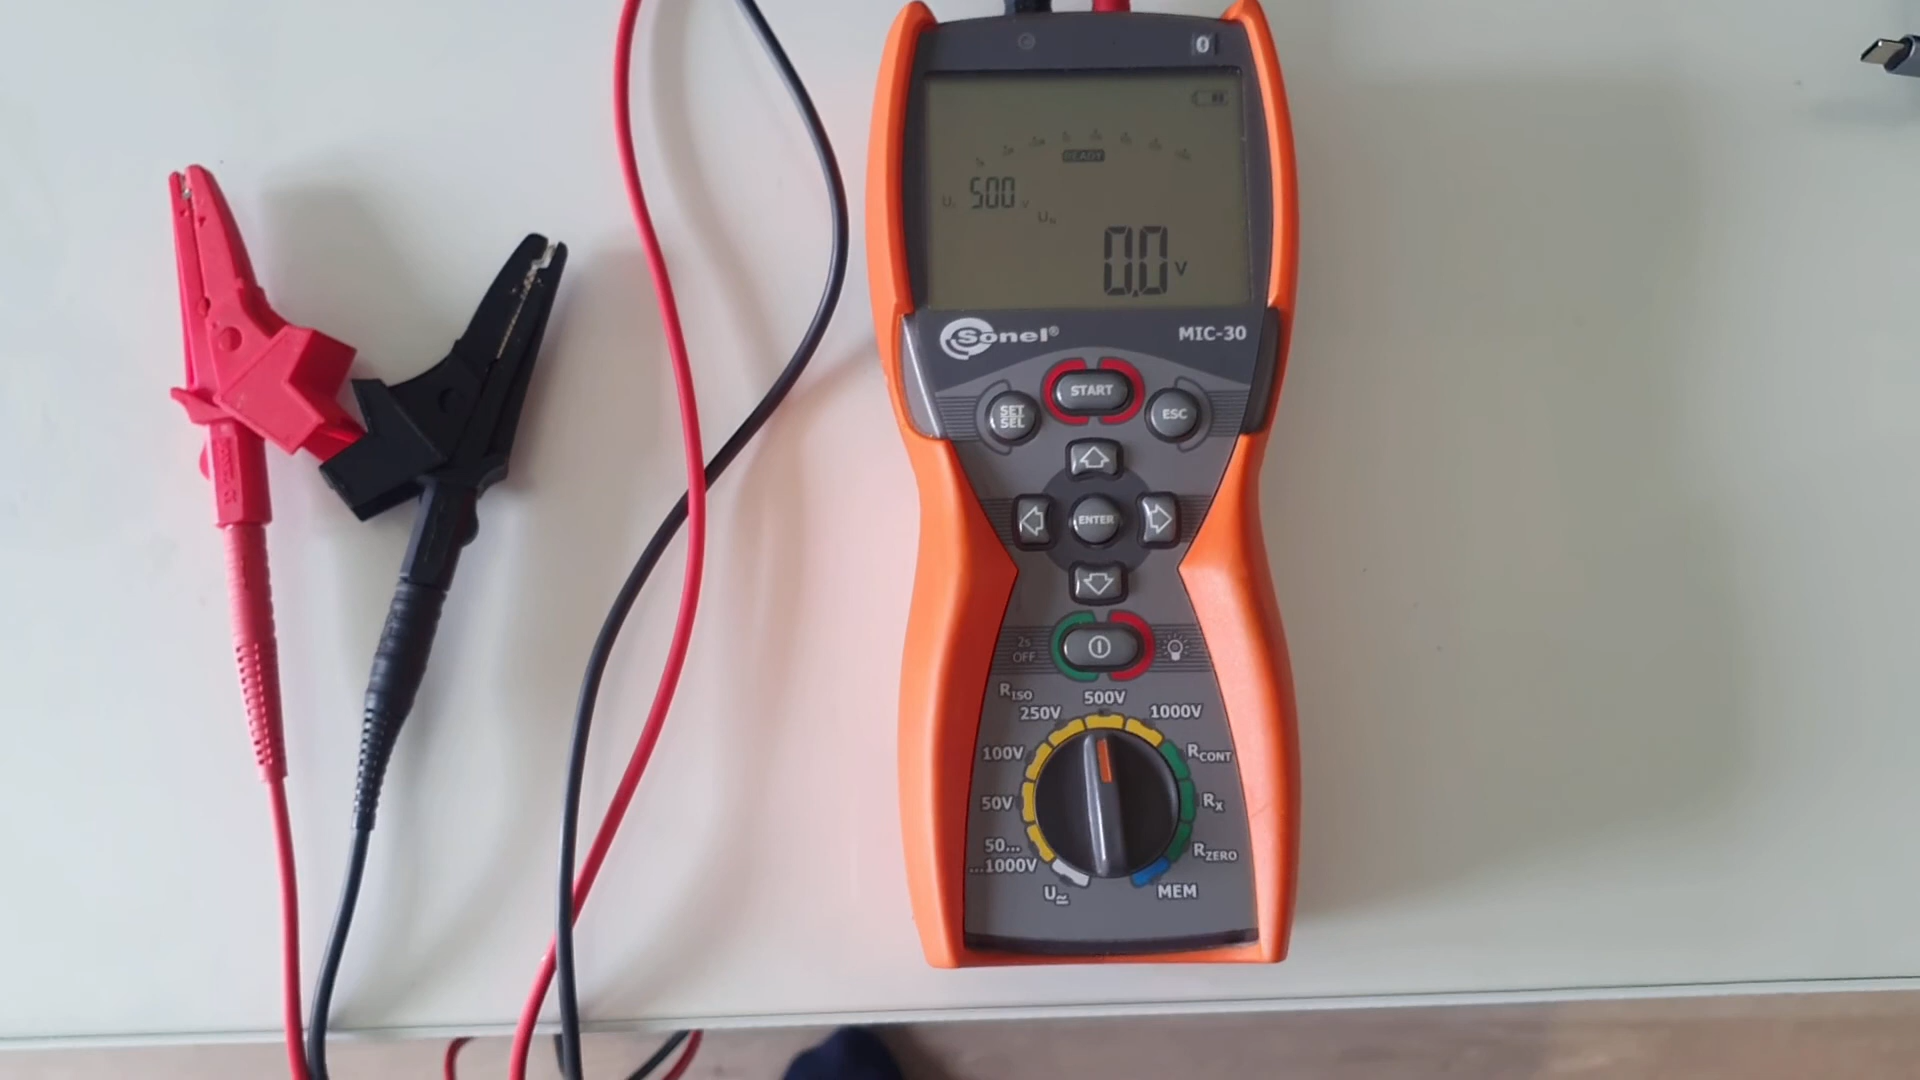 READY
500 V
0.0 V
Sonel®
MIC-30
START
SET
SEL
ESC
ENTER
2s
OFF
RISO
250V
500V
1000V
100V
RCONT
50V
RX
50...
...1000V
RZERO
U≂
MEM